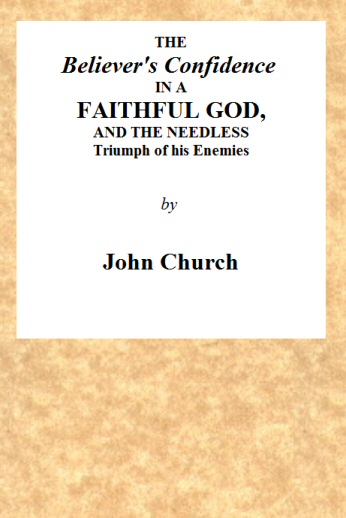 THE
Believer's Confidence
IN A
FAITHFUL GOD,
AND THE NEEDLESS
Triumph of his Enemies
by
John Church